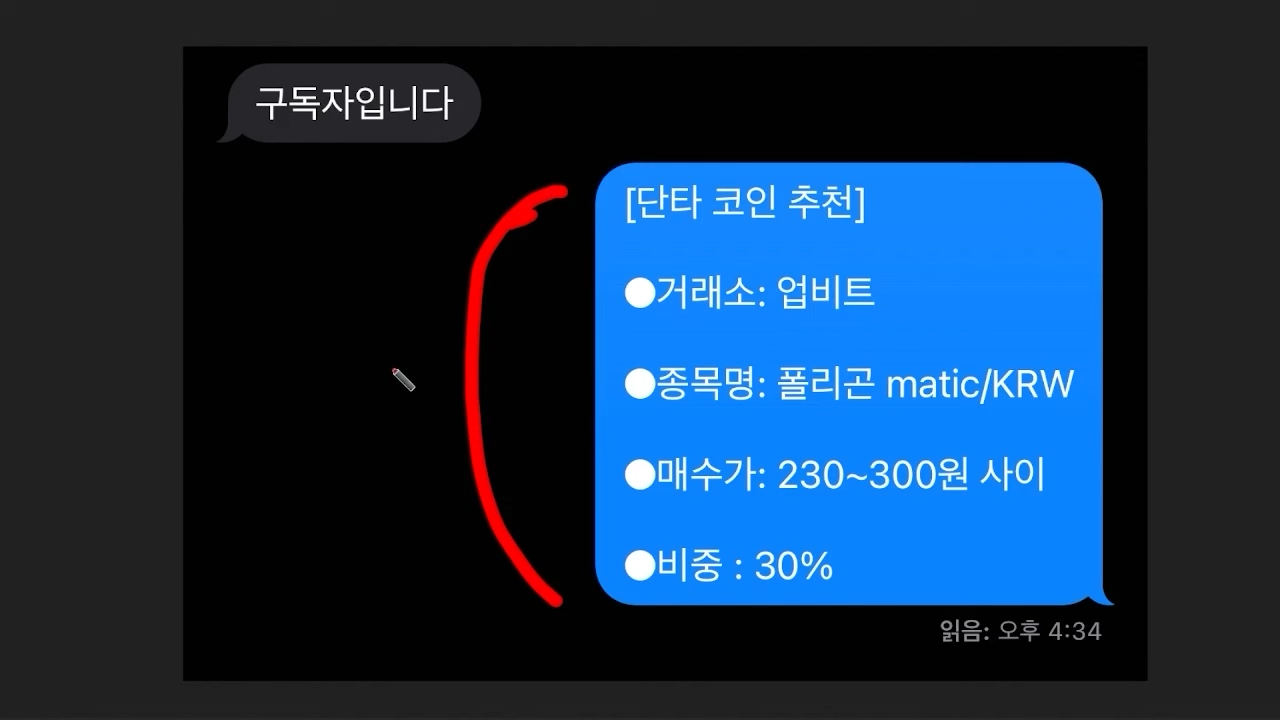 구독자입니다
[단타 코인 추천]
●거래소: 업비트
●종목명: 폴리곤 matic/KRW
●매수가: 230~300원 사이
●비중 : 30%
읽음: 오후 4:34